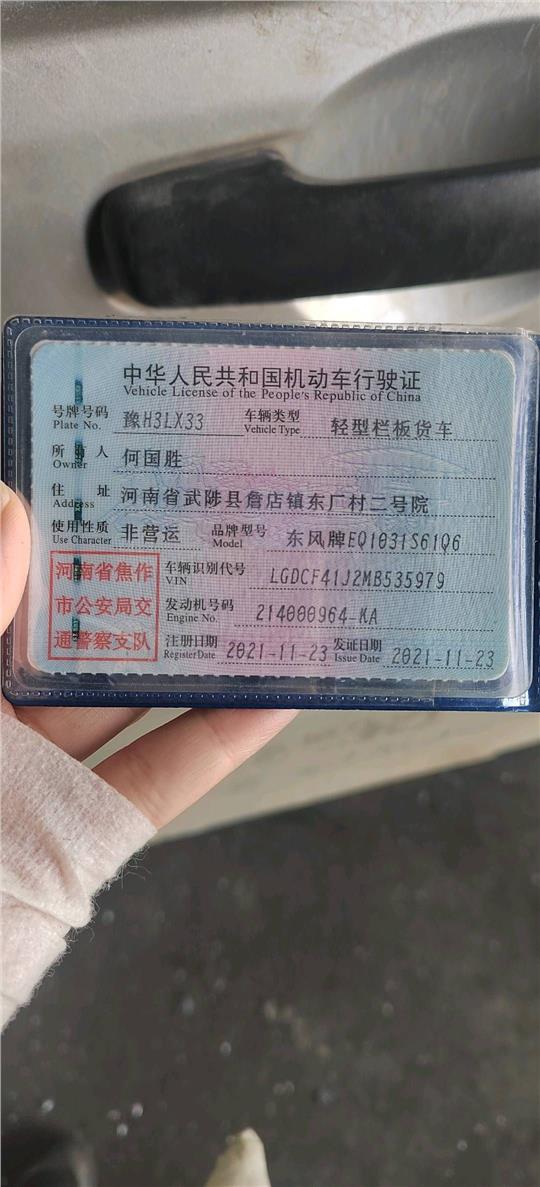 中华人民共和国机动车行驶证
Vehicle License of the People's Republic of China
号牌号码 豫H3LX33 车辆类型 轻型栏板货车
Plate No. Vehicle Type
所有人 何国胜
Owner
住址 河南省武陟县詹店镇东厂村二号院
Address
使用性质 非营运 品牌型号 东风牌EQ1031S61Q6
Use Character Model
河南省焦作
市公安局交
通警察支队
车辆识别代号 LGDCF41J2MB535979
VIN
发动机号码 214000964-KA
Engine No.
注册日期 2021-11-23 发证日期 2021-11-23
Register Date Issue Date